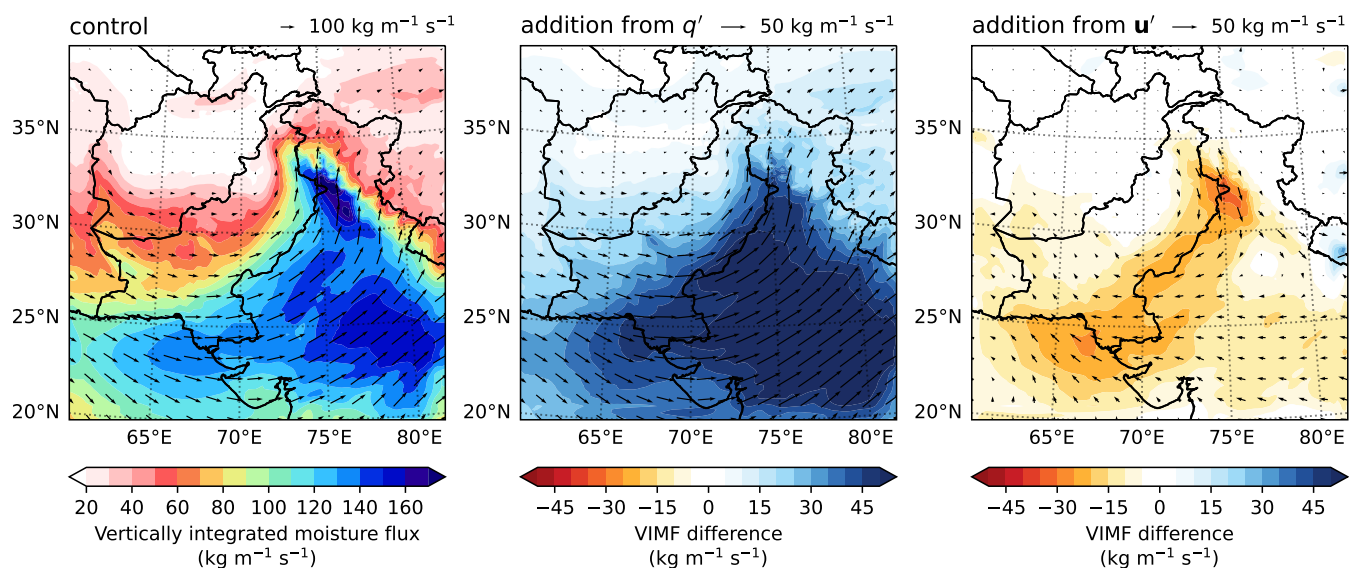 control 100 kg m⁻¹ s⁻¹
addition from q′ 50 kg m⁻¹ s⁻¹
addition from u′ 50 kg m⁻¹ s⁻¹
35°N 35°N 35°N
30°N 30°N 30°N
25°N 25°N 25°N
20°N 20°N 20°N
65°E 70°E 75°E 80°E 65°E 70°E 75°E 80°E 65°E 70°E 75°E 80°E
20 40 60 80 100 120 140 160
Vertically integrated moisture flux
(kg m⁻¹ s⁻¹)
−45 −30 −15 0 15 30 45
VIMF difference
(kg m⁻¹ s⁻¹)
−45 −30 −15 0 15 30 45
VIMF difference
(kg m⁻¹ s⁻¹)